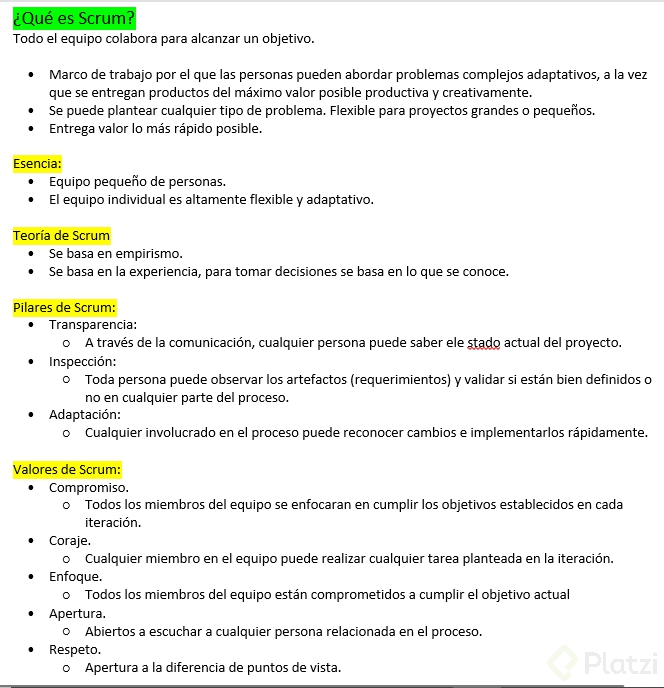 ¿Qué es Scrum?
Todo el equipo colabora para alcanzar un objetivo.
• Marco de trabajo por el que las personas pueden abordar problemas complejos adaptativos, a la vez
que se entregan productos del máximo valor posible productiva y creativamente.
• Se puede plantear cualquier tipo de problema. Flexible para proyectos grandes o pequeños.
• Entrega valor lo más rápido posible.
Esencia:
• Equipo pequeño de personas.
• El equipo individual es altamente flexible y adaptativo.
Teoría de Scrum
• Se basa en empirismo.
• Se basa en la experiencia, para tomar decisiones se basa en lo que se conoce.
Pilares de Scrum:
• Transparencia:
o A través de la comunicación, cualquier persona puede saber ele stado actual del proyecto.
• Inspección:
o Toda persona puede observar los artefactos (requerimientos) y validar si están bien definidos o
no en cualquier parte del proceso.
• Adaptación:
o Cualquier involucrado en el proceso puede reconocer cambios e implementarlos rápidamente.
Valores de Scrum:
• Compromiso.
o Todos los miembros del equipo se enfocaran en cumplir los objetivos establecidos en cada
iteración.
• Coraje.
o Cualquier miembro en el equipo puede realizar cualquier tarea planteada en la iteración.
• Enfoque.
o Todos los miembros del equipo están comprometidos a cumplir el objetivo actual
• Apertura.
o Abiertos a escuchar a cualquier persona relacionada en el proceso.
• Respeto.
o Apertura a la diferencia de puntos de vista.
Platzi